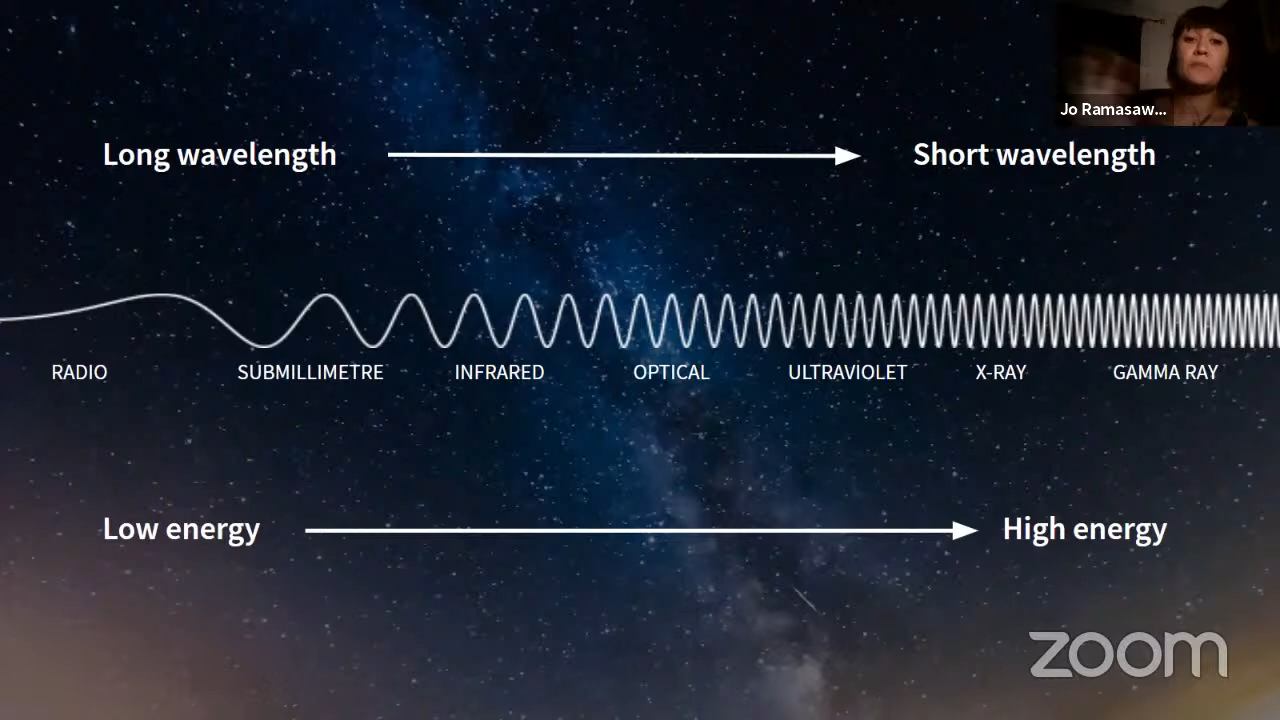 Jo Ramasaw...
Long wavelength
Short wavelength
RADIO
SUBMILLIMETRE
INFRARED
OPTICAL
ULTRAVIOLET
X-RAY
GAMMA RAY
Low energy
High energy
zoom